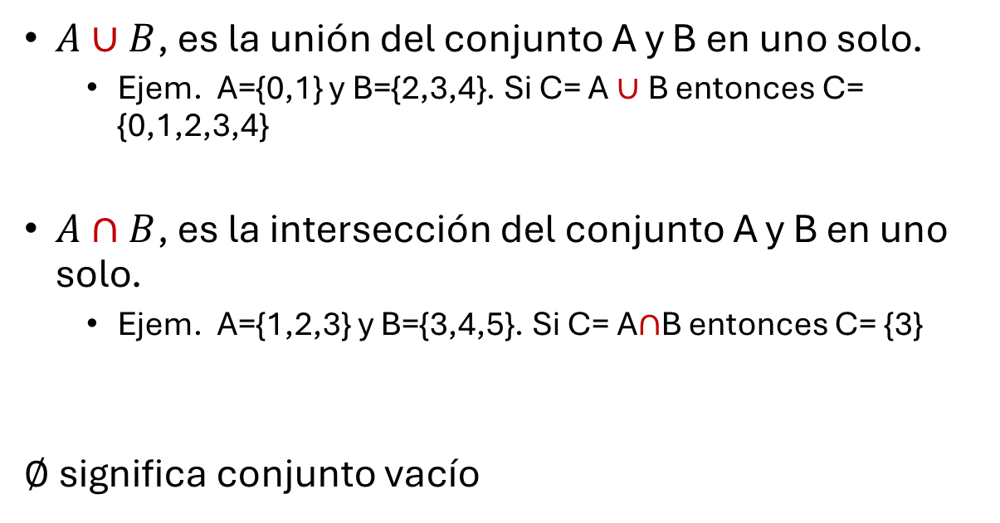 • A ∪ B, es la unión del conjunto A y B en uno solo.
• Ejem. A={0,1} y B={2,3,4}. Si C= A ∪ B entonces C=
{0,1,2,3,4}
• A ∩ B, es la intersección del conjunto A y B en uno
solo.
• Ejem. A={1,2,3} y B={3,4,5}. Si C= A∩B entonces C= {3}
∅ significa conjunto vacío